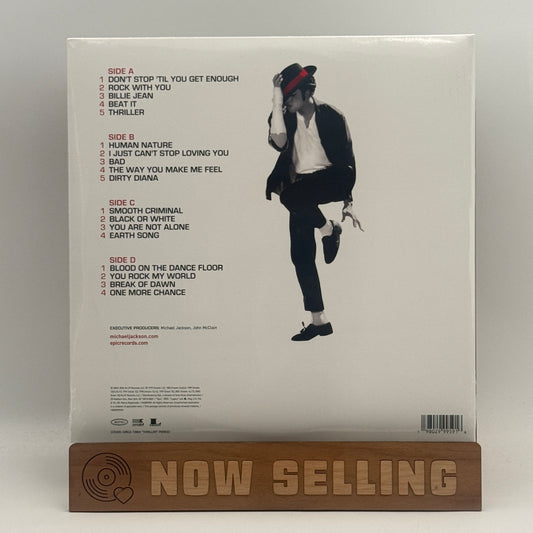 SIDE A
1 DON'T STOP 'TIL YOU GET ENOUGH
2 ROCK WITH YOU
3 BILLIE JEAN
4 BEAT IT
5 THRILLER
SIDE B
1 HUMAN NATURE
2 I JUST CAN'T STOP LOVING YOU
3 BAD
4 THE WAY YOU MAKE ME FEEL
5 DIRTY DIANA
SIDE C
1 SMOOTH CRIMINAL
2 BLACK OR WHITE
3 YOU ARE NOT ALONE
4 EARTH SONG
SIDE D
1 BLOOD ON THE DANCE FLOOR
2 YOU ROCK MY WORLD
3 BREAK OF DAWN
4 ONE MORE CHANCE
EXECUTIVE PRODUCERS: Michael Jackson, John McClain
michaeljackson.com
epicrecords.com
NOW SELLING